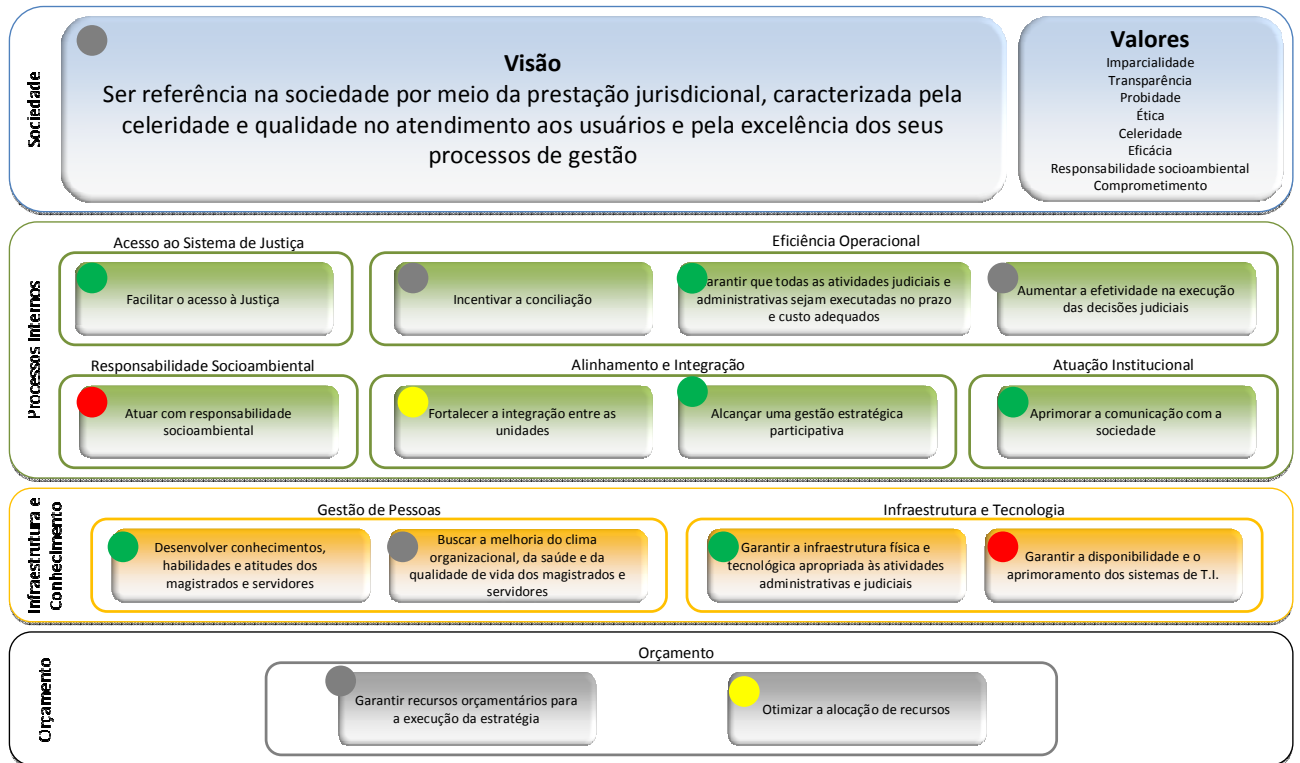 Sociedade
Visão
Ser referência na sociedade por meio da prestação jurisdicional, caracterizada pela
celeridade e qualidade no atendimento aos usuários e pela excelência dos seus
processos de gestão
Valores
Imparcialidade
Transparência
Probidade
Ética
Celeridade
Eficácia
Responsabilidade socioambiental
Comprometimento
Processos Internos
Acesso ao Sistema de Justiça
Facilitar o acesso à Justiça
Eficiência Operacional
Incentivar a conciliação
arantir que todas as atividades judiciais e
administrativas sejam executadas no prazo
e custo adequados
Aumentar a efetividade na execução
das decisões judiciais
Responsabilidade Socioambiental
Atuar com responsabilidade
socioambiental
Alinhamento e Integração
Fortalecer a integração entre as
unidades
Alcançar uma gestão estratégica
participativa
Atuação Institucional
Aprimorar a comunicação com a
sociedade
Infraestrutura e
Conhecimento
Gestão de Pessoas
Desenvolver conhecimentos,
habilidades e atitudes dos
magistrados e servidores
Buscar a melhoria do clima
organizacional, da saúde e da
qualidade de vida dos magistrados e
servidores
Infraestrutura e Tecnologia
Garantir a infraestrutura física e
tecnológica apropriada às atividades
administrativas e judiciais
Garantir a disponibilidade e o
aprimoramento dos sistemas de T.I.
Orçamento
Orçamento
Garantir recursos orçamentários para
a execução da estratégia
Otimizar a alocação de recursos